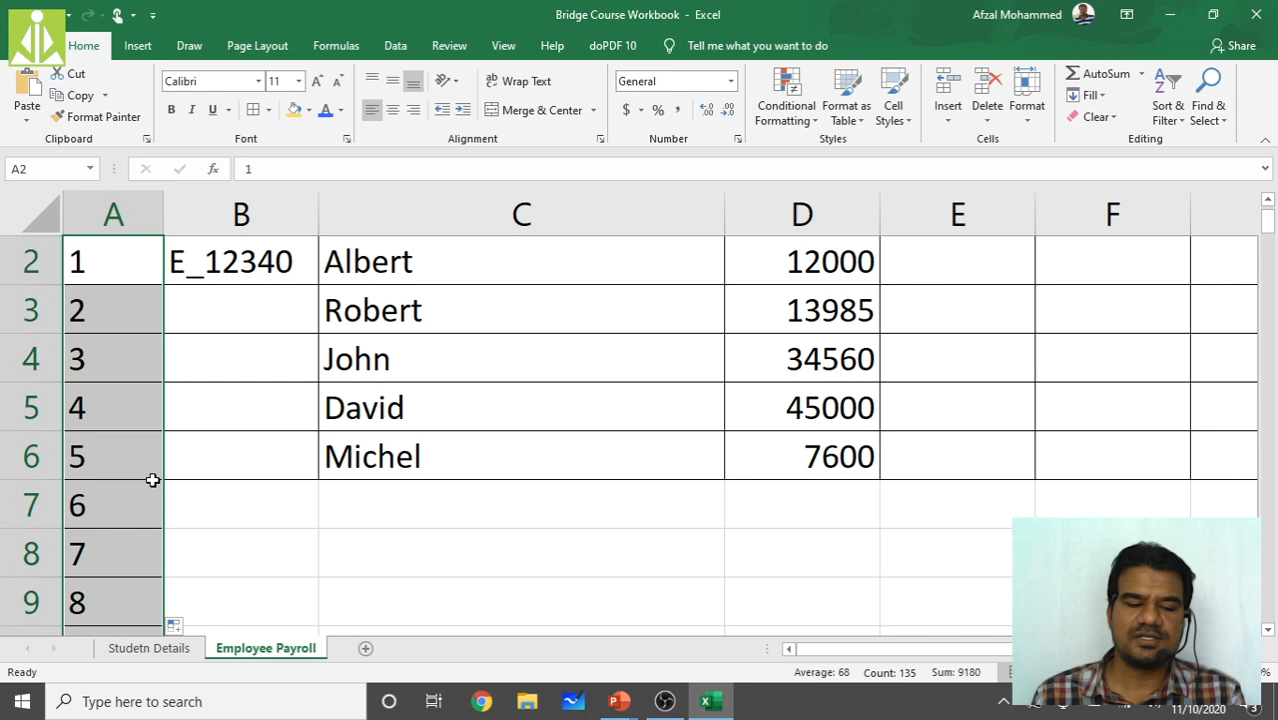 Bridge Course Workbook - Excel
Afzal Mohammed
Home Insert Draw Page Layout Formulas Data Review View Help doPDF 10 Tell me what you want to do Share
Paste
Cut
Copy
Format Painter
Clipboard
Calibri 11
B I U
Font
Wrap Text
Merge & Center
Alignment
General
$ % ,
Number
Conditional Formatting
Format as Table
Cell Styles
Styles
Insert Delete Format
Cells
AutoSum
Fill
Clear
Sort & Filter
Find & Select
Editing
A2 fx 1
A B C D E F
2 1 E_12340 Albert 12000
3 2 Robert 13985
4 3 John 34560
5 4 David 45000
6 5 Michel 7600
7 6
8 7
9 8
Studetn Details Employee Payroll
Ready Average: 68 Count: 135 Sum: 9180
Type here to search
11/10/2020